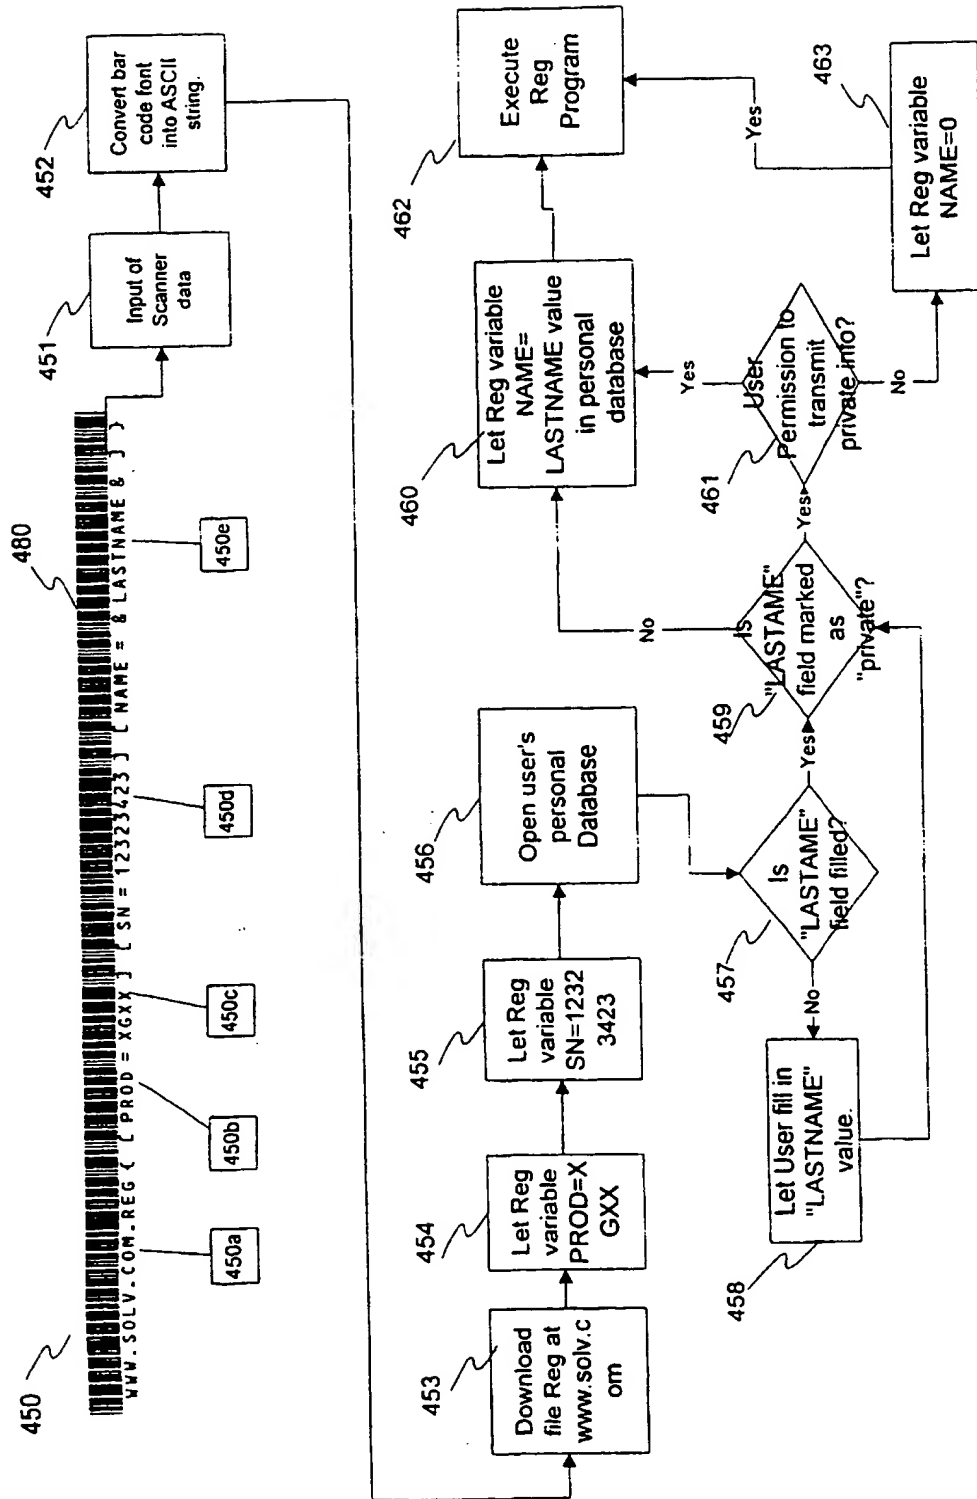 450
480
WWW.SOLV.COM.REG { [ PROD = XGXX ] [ SN = 12323423 ] [ NAME = & LASTNAME & ] }
450a
450b
450c
450d
450e
451
Input of
Scanner
data
452
Convert bar
code font
into ASCII
string.
453
Download
file Reg at
www.solv.c
om
454
Let Reg
variable
PROD=X
GXX
455
Let Reg
variable
SN=1232
3423
456
Open user's
personal
Database
457
Is
"LASTAME"
field filled?
No
Yes
458
Let User fill in
"LASTNAME"
value.
459
Is
"LASTAME"
field marked
as
"private"?
No
Yes
460
Let Reg variable
NAME=
LASTNAME value
in personal
database
461
User
Permission to
transmit
private info?
Yes
No
462
Execute
Reg
Program
Yes
463
Let Reg variable
NAME=0